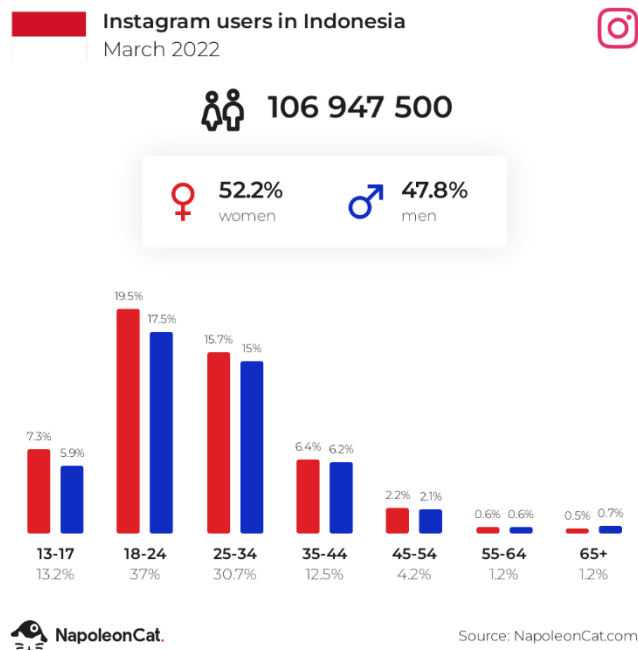 Instagram users in Indonesia
March 2022
106 947 500
52.2%
women
47.8%
men
19.5%
17.5%
15.7%
15%
7.3%
5.9%
6.4%
6.2%
2.2%
2.1%
0.6%
0.6%
0.5%
0.7%
13-17 18-24 25-34 35-44 45-54 55-64 65+
13.2% 37% 30.7% 12.5% 4.2% 1.2% 1.2%
NapoleonCat.
Source: NapoleonCat.com